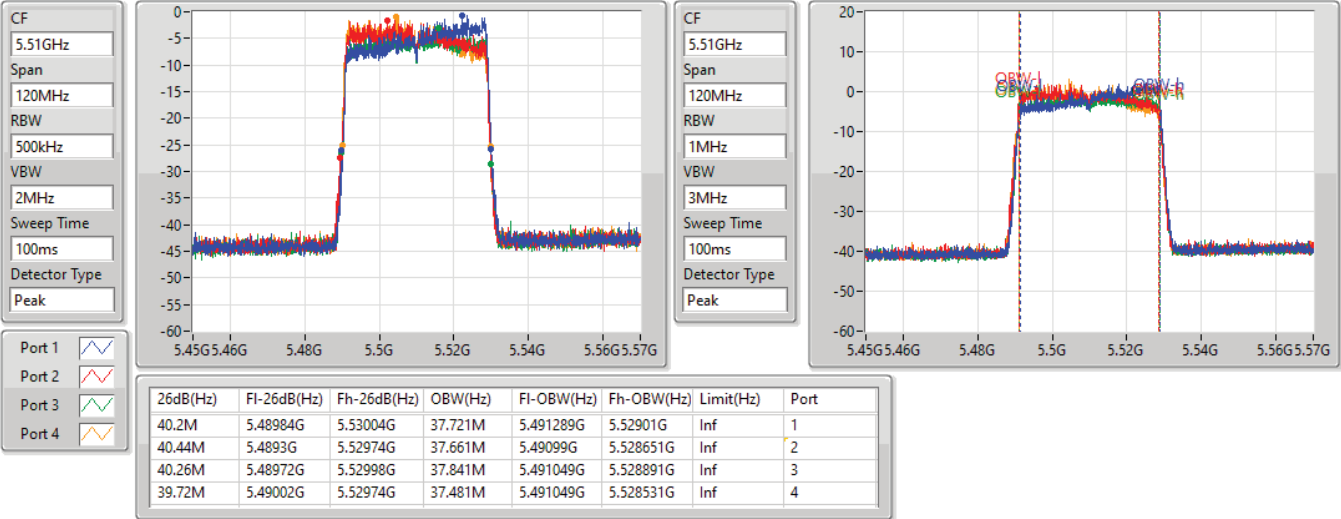 CF
5.51GHz
Span
120MHz
RBW
500kHz
VBW
2MHz
Sweep Time
100ms
Detector Type
Peak
0
-5
-10
-15
-20
-25
-30
-35
-40
-45
-50
-55
-60
5.45G 5.46G 5.48G 5.5G 5.52G 5.54G 5.56G 5.57G
CF
5.51GHz
Span
120MHz
RBW
1MHz
VBW
3MHz
Sweep Time
100ms
Detector Type
Peak
20
10
0
-10
-20
-30
-40
-50
-60
5.45G 5.46G 5.48G 5.5G 5.52G 5.54G 5.56G 5.57G
Port 1
Port 2
Port 3
Port 4
26dB(Hz) Fl-26dB(Hz) Fh-26dB(Hz) OBW(Hz) Fl-OBW(Hz) Fh-OBW(Hz) Limit(Hz) Port
40.2M 5.48984G 5.53004G 37.721M 5.491289G 5.52901G Inf 1
40.44M 5.4893G 5.52974G 37.661M 5.49099G 5.528651G Inf 2
40.26M 5.48972G 5.52998G 37.841M 5.491049G 5.528891G Inf 3
39.72M 5.49002G 5.52974G 37.481M 5.491049G 5.528531G Inf 4